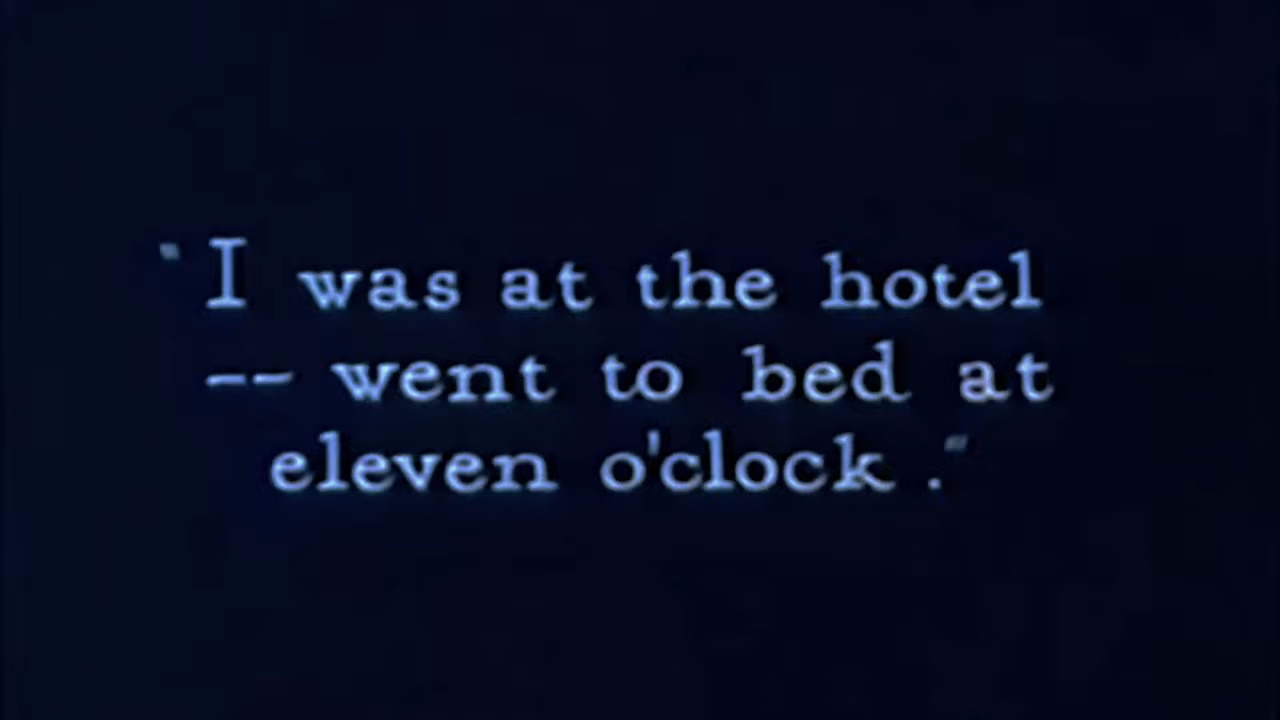 "I was at the hotel
-- went to bed at
eleven o'clock."